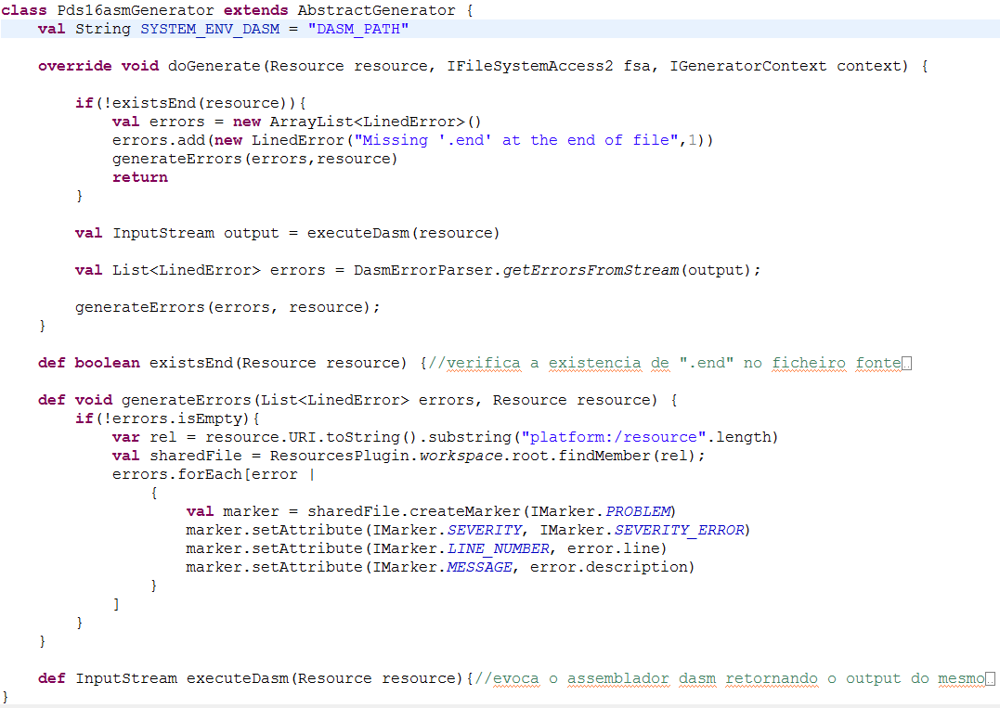 class Pds16asmGenerator extends AbstractGenerator {
    val String SYSTEM_ENV_DASM = "DASM_PATH"
    override void doGenerate(Resource resource, IFileSystemAccess2 fsa, IGeneratorContext context) {
        if(!existsEnd(resource)){
            val errors = new ArrayList<LinedError>()
            errors.add(new LinedError("Missing '.end' at the end of file",1))
            generateErrors(errors,resource)
            return
        }
        val InputStream output = executeDasm(resource)
        val List<LinedError> errors = DasmErrorParser.getErrorsFromStream(output);
        generateErrors(errors, resource);
    }
    def boolean existsEnd(Resource resource) {//verifica a existencia de ".end" no ficheiro fonte
    def void generateErrors(List<LinedError> errors, Resource resource) {
        if(!errors.isEmpty){
            var rel = resource.URI.toString().substring("platform:/resource".length)
            val sharedFile = ResourcesPlugin.workspace.root.findMember(rel);
            errors.forEach[error |
                {
                    val marker = sharedFile.createMarker(IMarker.PROBLEM)
                    marker.setAttribute(IMarker.SEVERITY, IMarker.SEVERITY_ERROR)
                    marker.setAttribute(IMarker.LINE_NUMBER, error.line)
                    marker.setAttribute(IMarker.MESSAGE, error.description)
                }
            ]
        }
    }
    def InputStream executeDasm(Resource resource){//evoca o assemblador dasm retornando o output do mesmo
}